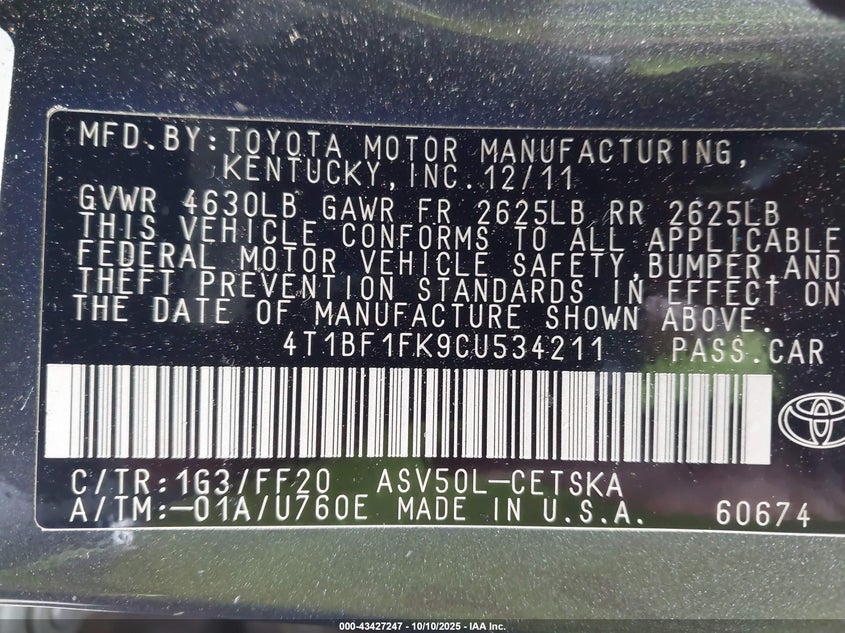 MFD.BY:TOYOTA MOTOR MANUFACTURING,
KENTUCKY,INC.12/11
GVWR 4630LB GAWR FR 2625LB RR 2625LB
THIS VEHICLE CONFORMS TO ALL APPLICABLE
FEDERAL MOTOR VEHICLE SAFETY,BUMPER,AND
THEFT PREVENTION STANDARDS IN EFFECT ON
THE DATE OF MANUFACTURE SHOWN ABOVE.
4T1BF1FK9CU534211 PASS.CAR
C/TR:1G3/FF20 ASV50L-CETSKA
A/TM:-01A/U760E MADE IN U.S.A. 60674
000-43427247 - 10/10/2025 - IAA Inc.